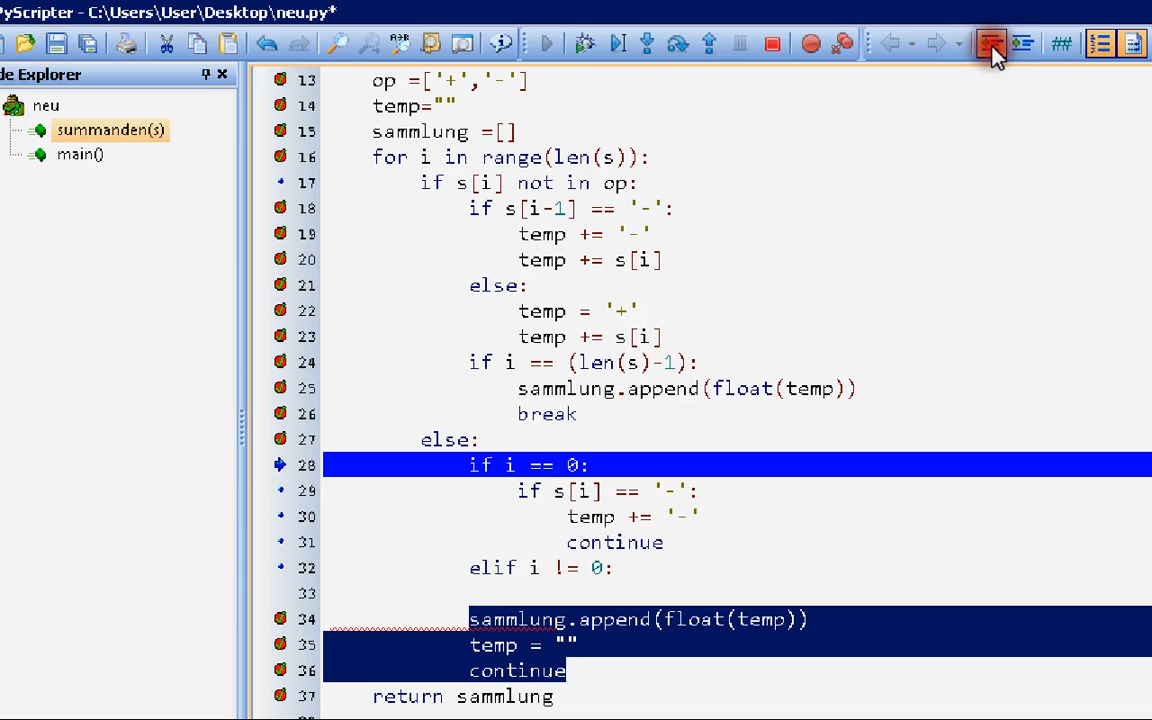 PyScripter - C:\Users\User\Desktop\neu.py*
de Explorer
neu
summanden(s)
main()
13 op =['+','-']
14 temp=""
15 sammlung =[]
16 for i in range(len(s)):
17 if s[i] not in op:
18 if s[i-1] == '-':
19 temp += '-'
20 temp += s[i]
21 else:
22 temp = '+'
23 temp += s[i]
24 if i == (len(s)-1):
25 sammlung.append(float(temp))
26 break
27 else:
28 if i == 0:
29 if s[i] == '-':
30 temp += '-'
31 continue
32 elif i != 0:
33
34 sammlung.append(float(temp))
35 temp = ""
36 continue
37 return sammlung